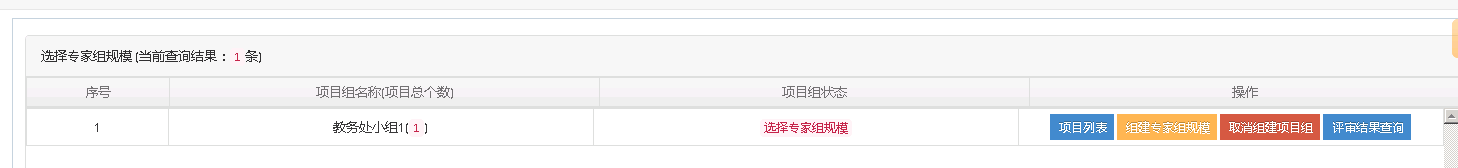 选择专家组规模 (当前查询结果： 1 条)
序号 项目组名称(项目总个数) 项目组状态 操作
1 教务处小组1( 1 ) 选择专家组规模 项目列表 组建专家组规模 取消组建项目组 评审结果查询